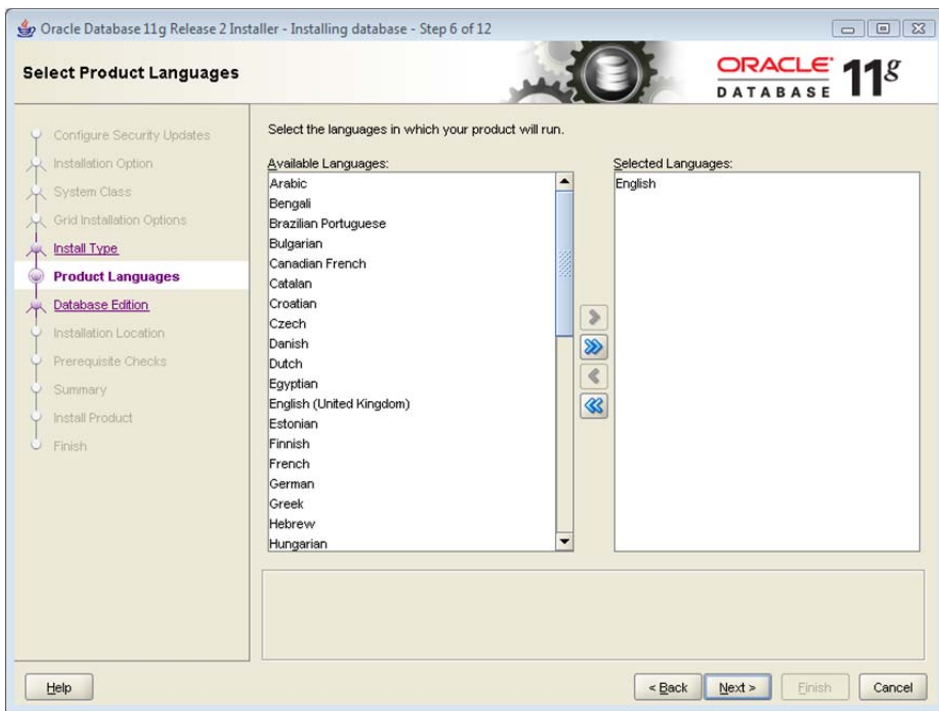 Oracle Database 11g Release 2 Installer - Installing database - Step 6 of 12
Select Product Languages
ORACLE
DATABASE
11g
Configure Security Updates
Installation Option
System Class
Grid Installation Options
Install Type
Product Languages
Database Edition
Installation Location
Prerequisite Checks
Summary
Install Product
Finish
Select the languages in which your product will run.
Available Languages:
Arabic
Bengali
Brazilian Portuguese
Bulgarian
Canadian French
Catalan
Croatian
Czech
Danish
Dutch
Egyptian
English (United Kingdom)
Estonian
Finnish
French
German
Greek
Hebrew
Hungarian
Selected Languages:
English
Help
< Back
Next >
Finish
Cancel